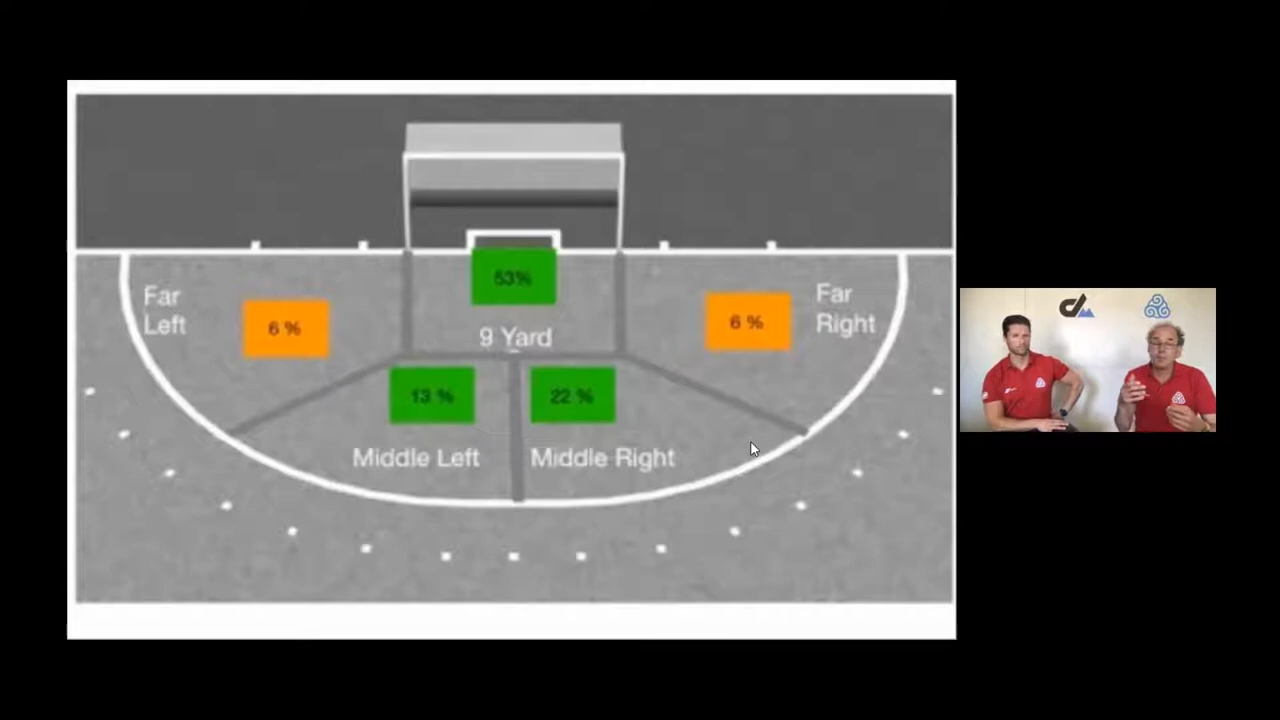 53%
Far
Left
6 %
6 %
Far
Right
9 Yard
13 %
22 %
Middle Left
Middle Right